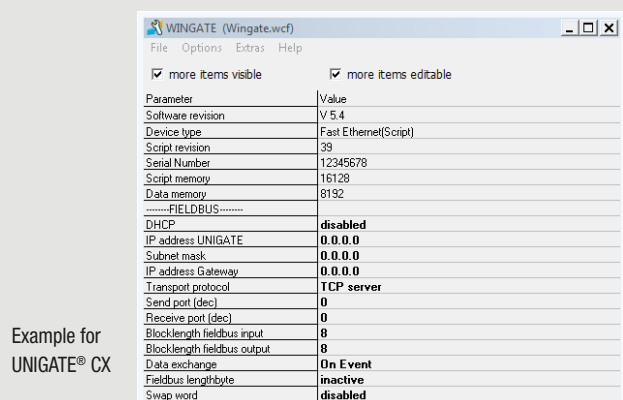 WINGATE (Wingate.wcf)
File Options Extras Help
more items visible more items editable
Parameter Value
Software revision V 5.4
Device type Fast Ethernet(Script)
Script revision 39
Serial Number 12345678
Script memory 16128
Data memory 8192
--------FIELDBUS--------
DHCP disabled
IP address UNIGATE 0.0.0.0
Subnet mask 0.0.0.0
IP address Gateway 0.0.0.0
Transport protocol TCP server
Send port (dec) 0
Receive port (dec) 0
Blocklength fieldbus input 8
Blocklength fieldbus output 8
Data exchange On Event
Fieldbus lengthbyte inactive
Swap word disabled
Example for
UNIGATE® CX